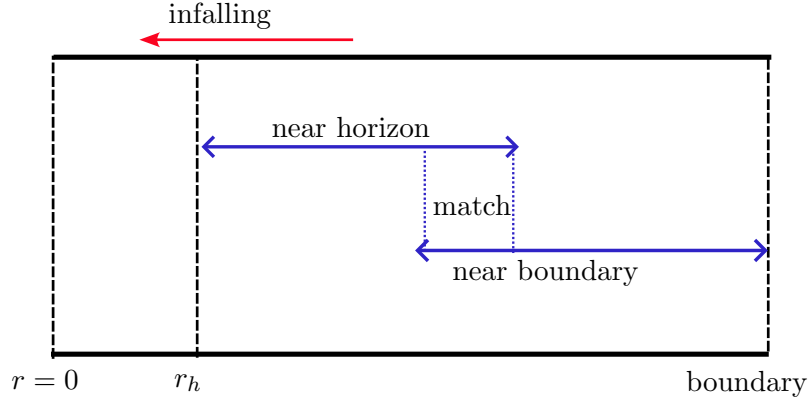 infalling
near horizon
match
near boundary
r = 0
r_h
boundary